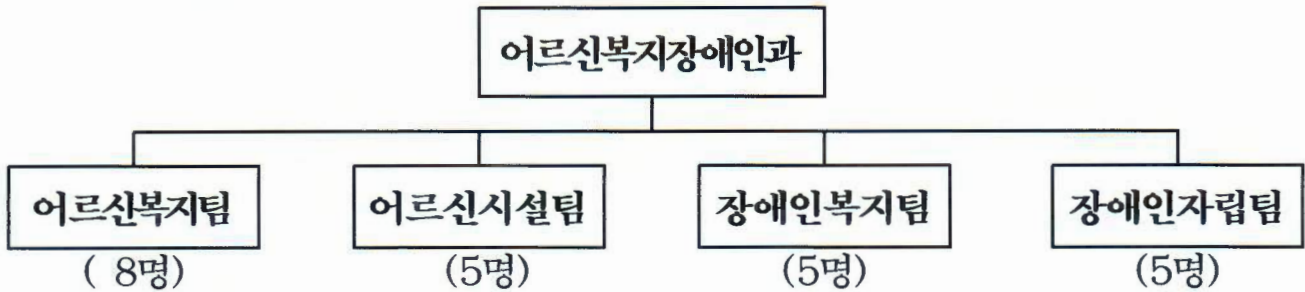 어르신복지장애인과
어르신복지팀 어르신시설팀 장애인복지팀 장애인자립팀
( 8명) (5명) (5명) (5명)